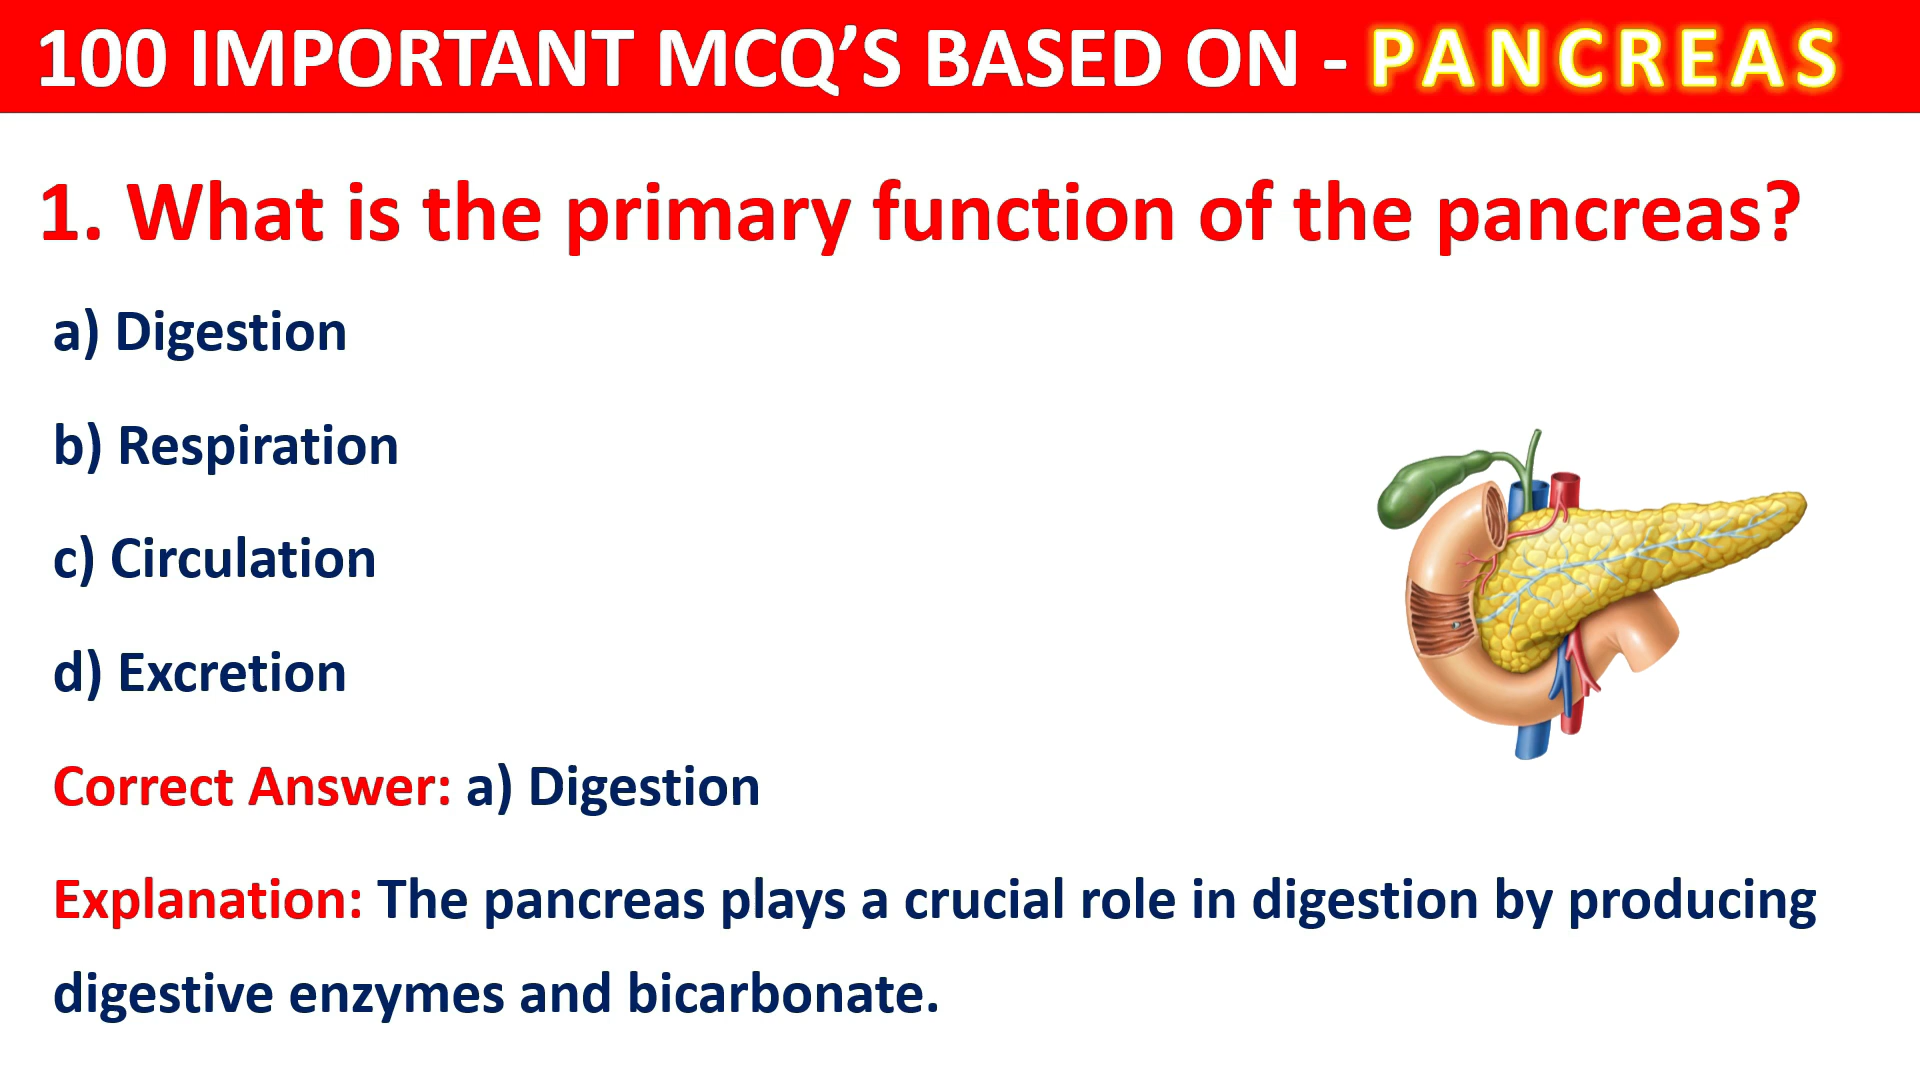 100 IMPORTANT MCQ’S BASED ON - PANCREAS
1. What is the primary function of the pancreas?
a) Digestion
b) Respiration
c) Circulation
d) Excretion
Correct Answer: a) Digestion
Explanation: The pancreas plays a crucial role in digestion by producing
digestive enzymes and bicarbonate.